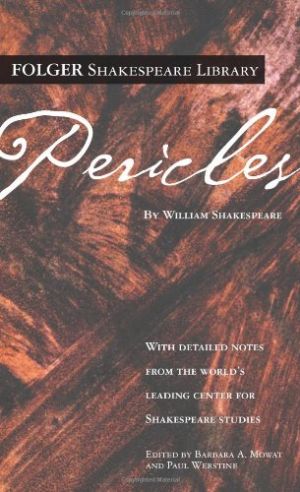 FOLGER SHAKESPEARE LIBRARY
Pericles
BY WILLIAM SHAKESPEARE
WITH DETAILED NOTES
FROM THE WORLD'S
LEADING CENTER FOR
SHAKESPEARE STUDIES
EDITED BY BARBARA A. MOWAT
AND PAUL WERSTINE